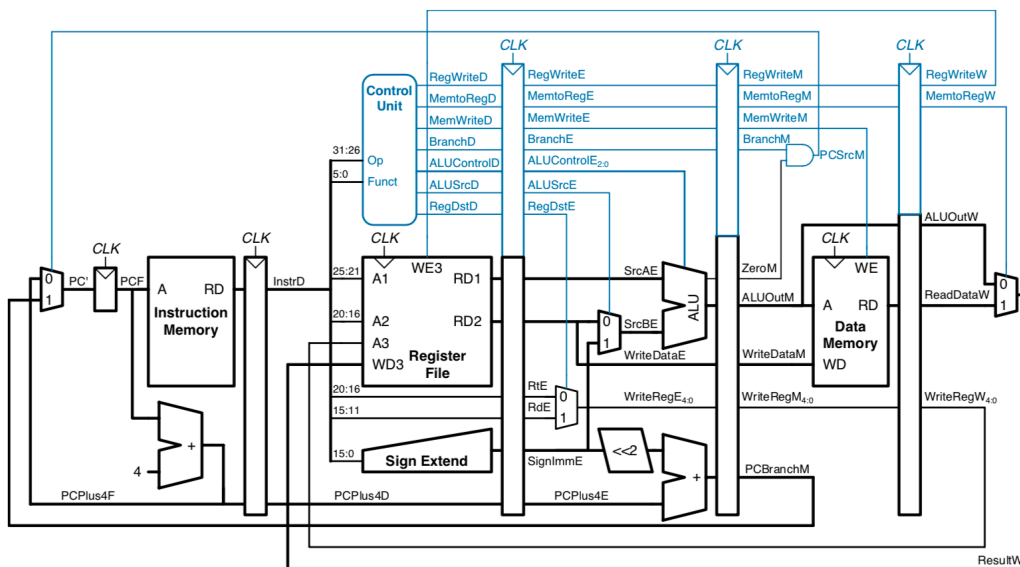 CLK
CLK
CLK
Control
Unit
Op
Funct
31:26
5:0
RegWriteD
MemtoRegD
MemWriteD
BranchD
ALUControlD
ALUSrcD
RegDstD
RegWriteE
MemtoRegE
MemWriteE
BranchE
ALUControlE2:0
ALUSrcE
RegDstE
RegWriteM
MemtoRegM
MemWriteM
BranchM
PCSrcM
RegWriteW
MemtoRegW
0
1
PC'
CLK
PCF
A
RD
Instruction
Memory
CLK
InstrD
25:21
20:16
20:16
15:11
15:0
CLK
WE3
A1
RD1
A2
RD2
A3
WD3
Register
File
Sign Extend
SrcAE
0
1
SrcBE
ALU
WriteDataE
RtE
RdE
0
1
WriteRegE4:0
SignImmE
<<2
+
ZeroM
ALUOutM
WriteDataM
WriteRegM4:0
PCBranchM
CLK
WE
A
RD
Data
Memory
WD
ALUOutW
ReadDataW
0
1
WriteRegW4:0
4
+
PCPlus4F
PCPlus4D
PCPlus4E
ResultW